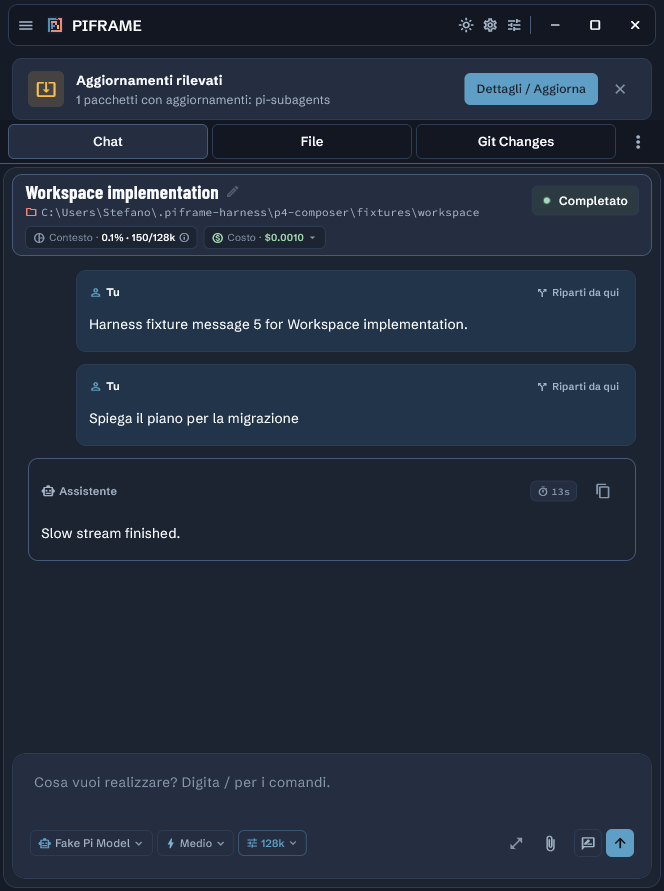 PIFRAME
Aggiornamenti rilevati
1 pacchetti con aggiornamenti: pi-subagents
Dettagli / Aggiorna
Chat
File
Git Changes
Workspace implementation
C:\Users\Stefano\.piframe-harness\p4-composer\fixtures\workspace
Completato
Contesto · 0.1% · 150/128k
Costo · $0.0010
Tu
Riparti da qui
Harness fixture message 5 for Workspace implementation.
Tu
Riparti da qui
Spiega il piano per la migrazione
Assistente
13s
Slow stream finished.
Cosa vuoi realizzare? Digita / per i comandi.
Fake Pi Model
Medio
128k